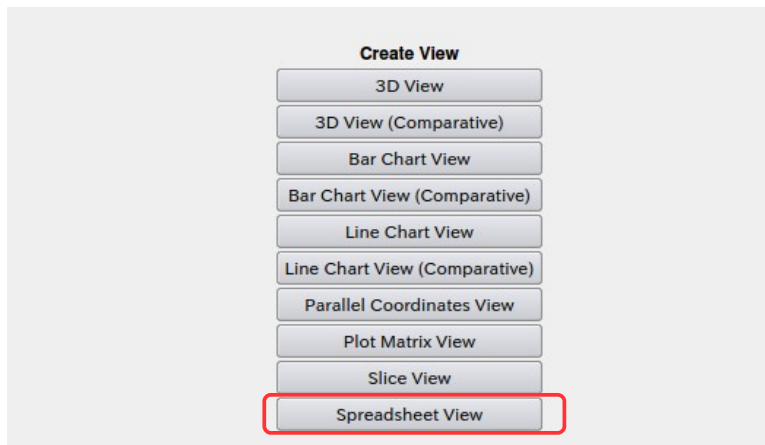 Create View
3D View
3D View (Comparative)
Bar Chart View
Bar Chart View (Comparative)
Line Chart View
Line Chart View (Comparative)
Parallel Coordinates View
Plot Matrix View
Slice View
Spreadsheet View